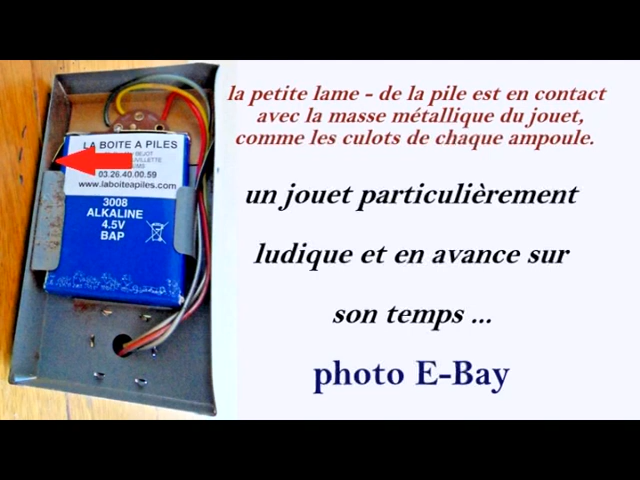 la petite lame - de la pile est en contact
avec la masse métallique du jouet,
comme les culots de chaque ampoule.
un jouet particulièrement
ludique et en avance sur
son temps ...
photo E-Bay
LA BOITE A PILES
03.26.40.00.59
www.laboiteapiles.com
3008
ALKALINE
4.5V
BAP